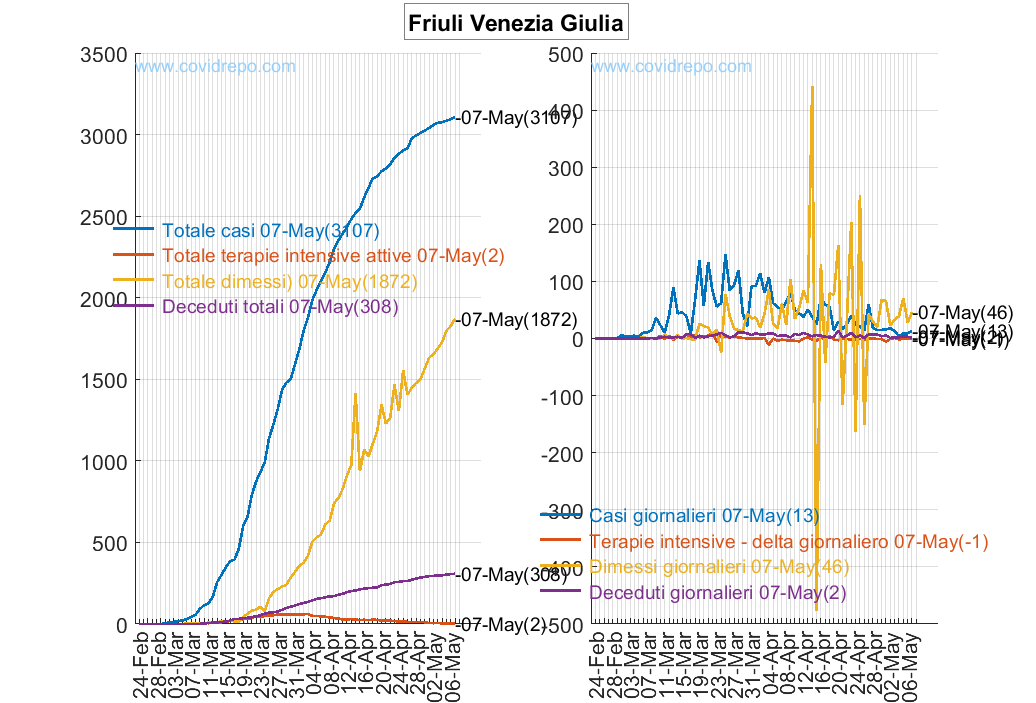 Friuli Venezia Giulia
www.covidrepo.com
3500
3000
2500
2000
1500
1000
500
0
-07-May(3107)
-07-May(1872)
-07-May(308)
-07-May(2)
Totale casi 07-May(3107)
Totale terapie intensive attive 07-May(2)
Totale dimessi) 07-May(1872)
Deceduti totali 07-May(308)
24-Feb
28-Feb
03-Mar
07-Mar
11-Mar
15-Mar
19-Mar
23-Mar
27-Mar
31-Mar
04-Apr
08-Apr
12-Apr
16-Apr
20-Apr
24-Apr
28-Apr
02-May
06-May
www.covidrepo.com
500
400
300
200
100
0
-100
-200
-300
-400
-500
-07-May(46)
-07-May(13)
-07-May(2)
-07-May(-1)
Casi giornalieri 07-May(13)
Terapie intensive - delta giornaliero 07-May(-1)
Dimessi giornalieri 07-May(46)
Deceduti giornalieri 07-May(2)
24-Feb
28-Feb
03-Mar
07-Mar
11-Mar
15-Mar
19-Mar
23-Mar
27-Mar
31-Mar
04-Apr
08-Apr
12-Apr
16-Apr
20-Apr
24-Apr
28-Apr
02-May
06-May